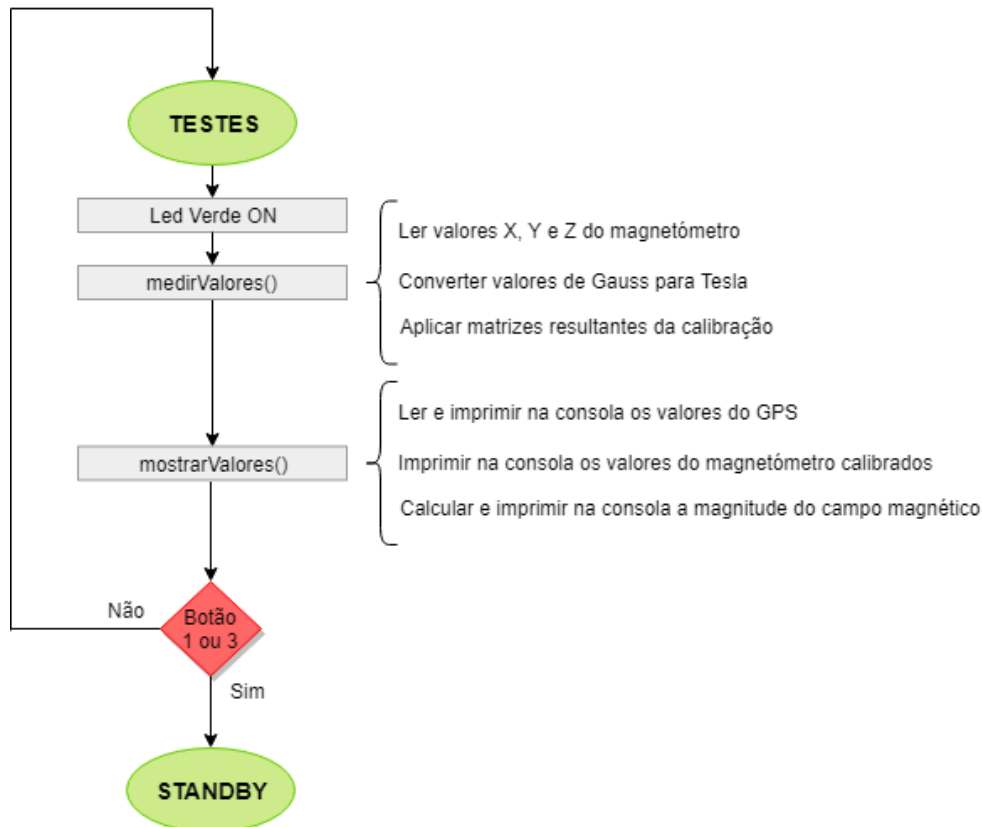 TESTES
Led Verde ON
medirValores()
Ler valores X, Y e Z do magnetómetro
Converter valores de Gauss para Tesla
Aplicar matrizes resultantes da calibração
mostrarValores()
Ler e imprimir na consola os valores do GPS
Imprimir na consola os valores do magnetómetro calibrados
Calcular e imprimir na consola a magnitude do campo magnético
Não
Botão
1 ou 3
Sim
STANDBY